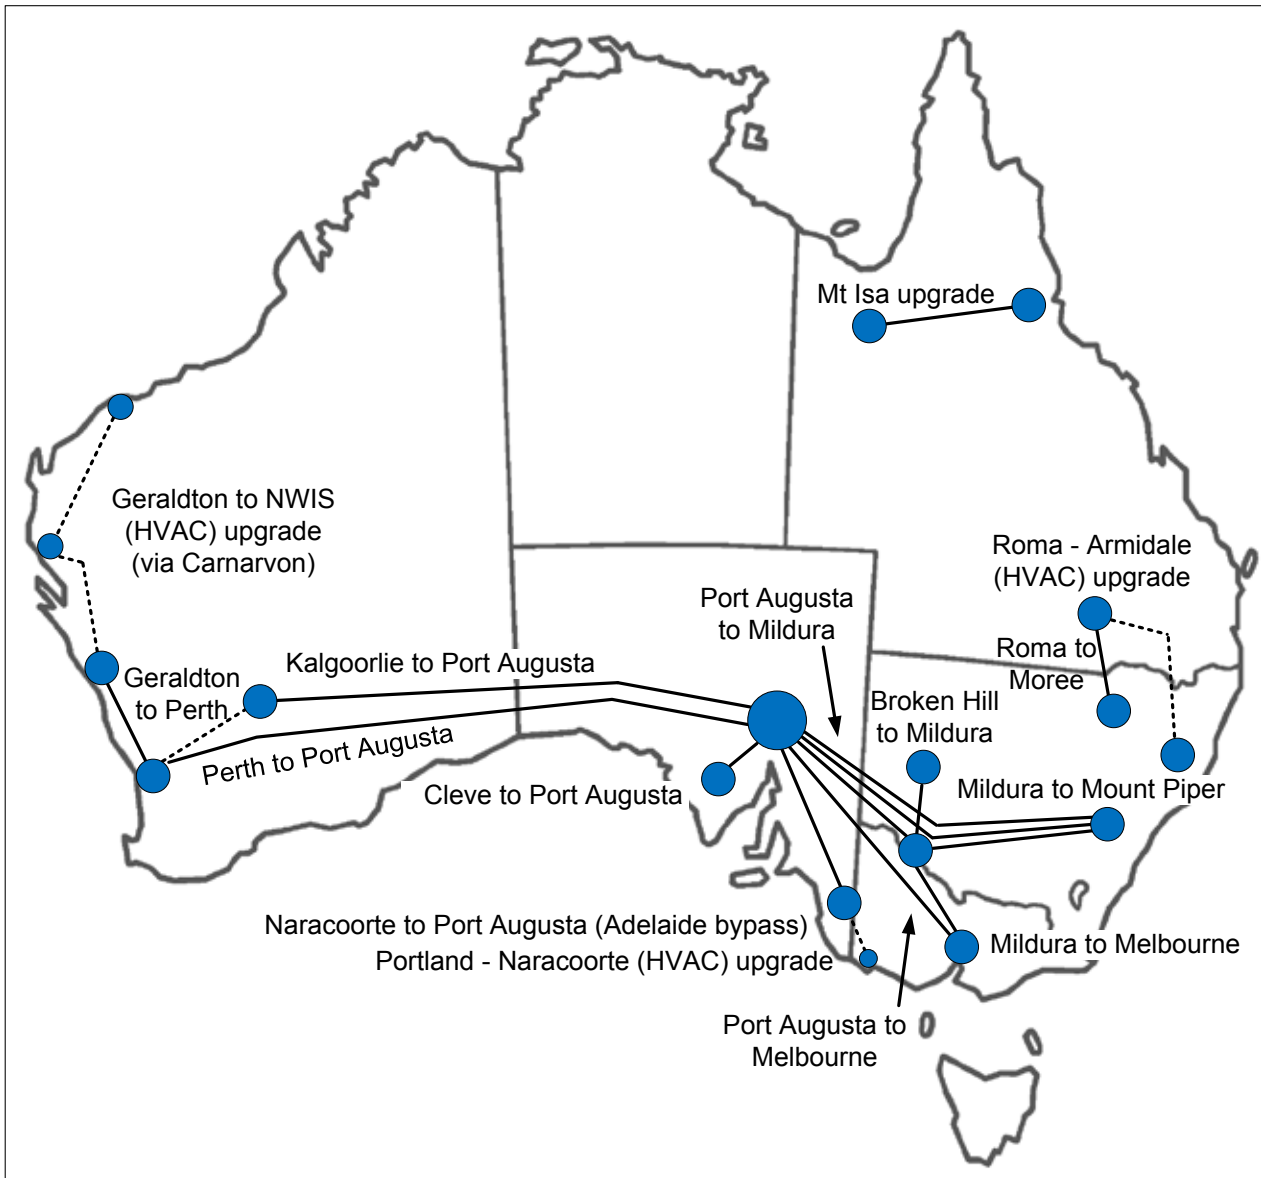 Mt Isa upgrade
Geraldton to NWIS
(HVAC) upgrade
(via Carnarvon)
Roma - Armidale
(HVAC) upgrade
Port Augusta
to Mildura
Roma to
Moree
Kalgoorlie to Port Augusta
Geraldton
to Perth
Broken Hill
to Mildura
Perth to Port Augusta
Cleve to Port Augusta
Mildura to Mount Piper
Naracoorte to Port Augusta (Adelaide bypass)
Portland - Naracoorte (HVAC) upgrade
Mildura to Melbourne
Port Augusta to
Melbourne